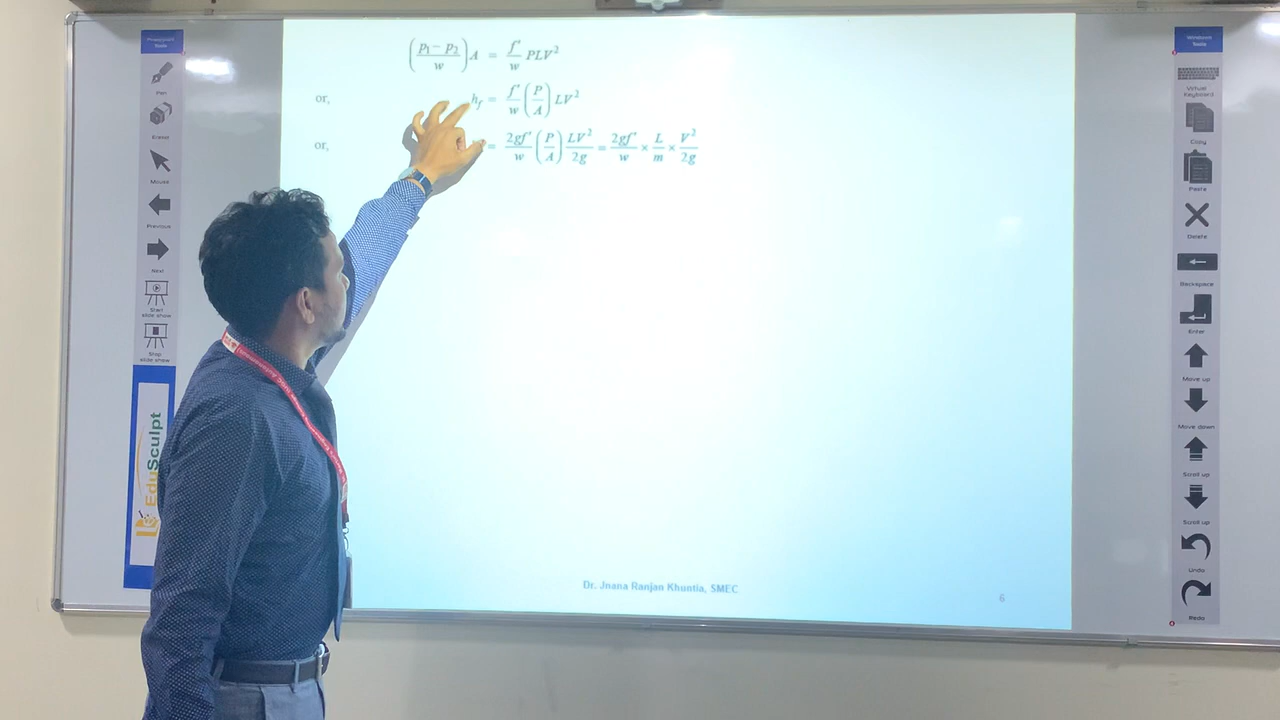 (p₁ − p₂ / w) A = f′/w PLV²
or, h_f = f′/w (P/A) LV²
or, = 2gf′/w (P/A) LV²/2g = 2gf′/w × L/m × V²/2g
Dr. Jnana Ranjan Khuntia, SMEC
6
Pen
Eraser
Mouse
Previous
Next
Start
slide show
Stop
slide show
EduSculpt
Virtual
Keyboard
Copy
Paste
Delete
Backspace
Enter
Move up
Move down
Scroll up
Scroll up
Undo
Redo